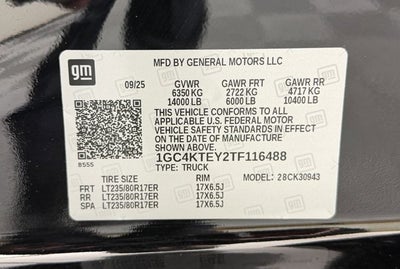 gm
MFD BY GENERAL MOTORS LLC
09/25 GVWR GAWR FRT GAWR RR
6350 KG 2722 KG 4717 KG
14000 LB 6000 LB 10400 LB
THIS VEHICLE CONFORMS TO ALL
APPLICABLE U.S. FEDERAL MOTOR
VEHICLE SAFETY STANDARDS IN EFFECT
ON THE DATE OF MANUFACTURE SHOWN ABOVE.
1GC4KTEY2TF116488
TYPE: TRUCK
TIRE SIZE RIM MODEL: 28CK30943
FRT LT235/80R17ER 17X6.5J
RR LT235/80R17ER 17X6.5J
SPA LT235/80R17ER 17X6.5J